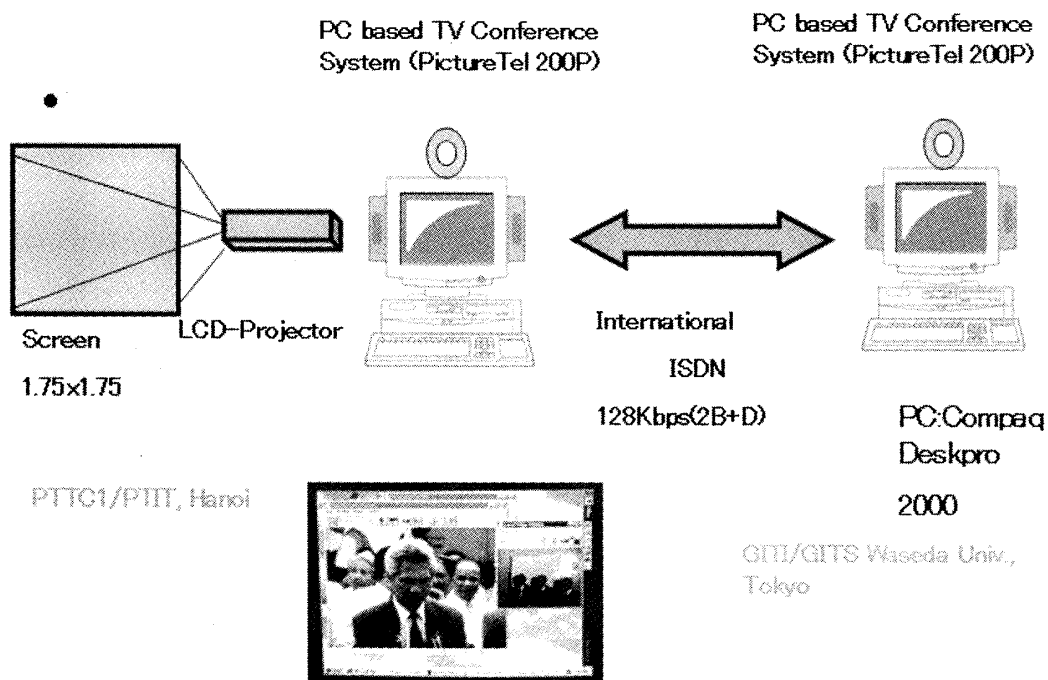 PC based TV Conference
System (PictureTel 200P)
PC based TV Conference
System (PictureTel 200P)
Screen
1.75x1.75
LCD-Projector
International
ISDN
128Kbps(2B+D)
PC:Compaq
Deskpro
2000
PTTC1/PTIT, Hanoi
GITI/GITS Waseda Univ.,
Tokyo